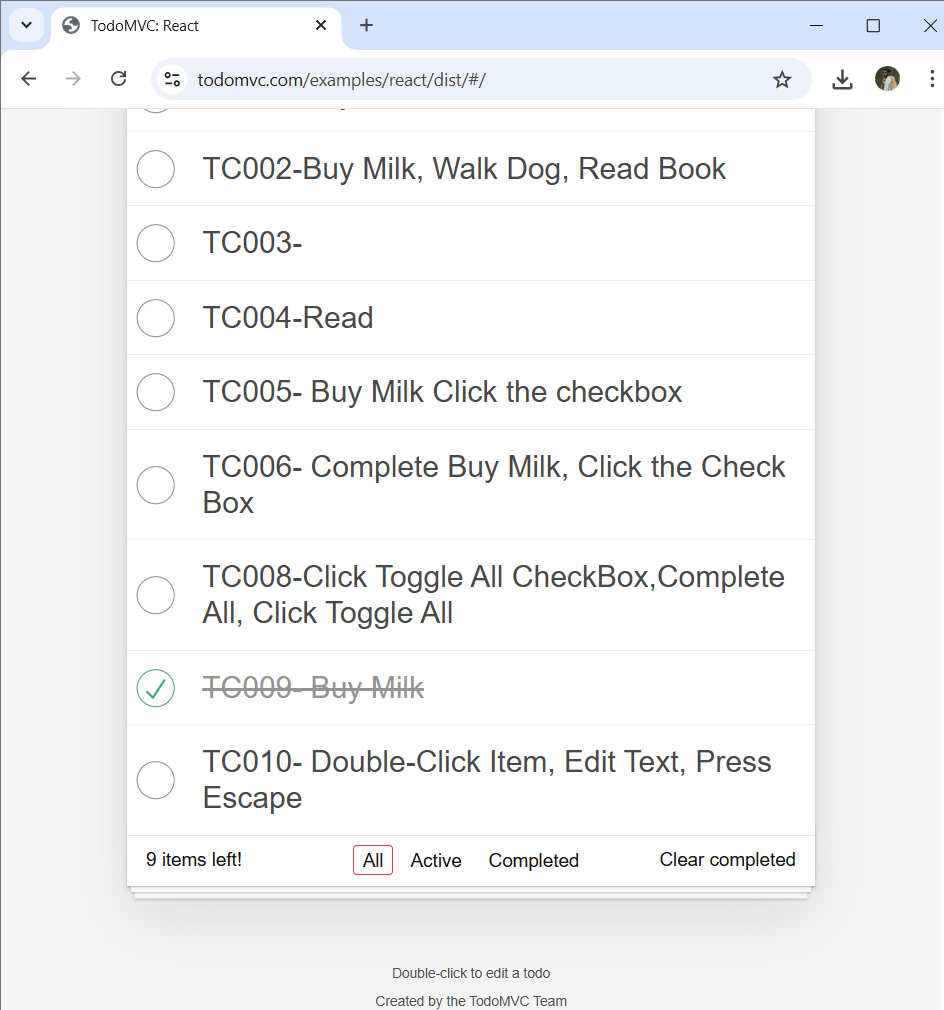 TodoMVC: React
todomvc.com/examples/react/dist/#/
TC002-Buy Milk, Walk Dog, Read Book
TC003-
TC004-Read
TC005- Buy Milk Click the checkbox
TC006- Complete Buy Milk, Click the Check
Box
TC008-Click Toggle All CheckBox,Complete
All, Click Toggle All
TC009- Buy Milk
TC010- Double-Click Item, Edit Text, Press
Escape
9 items left! All Active Completed Clear completed
Double-click to edit a todo
Created by the TodoMVC Team